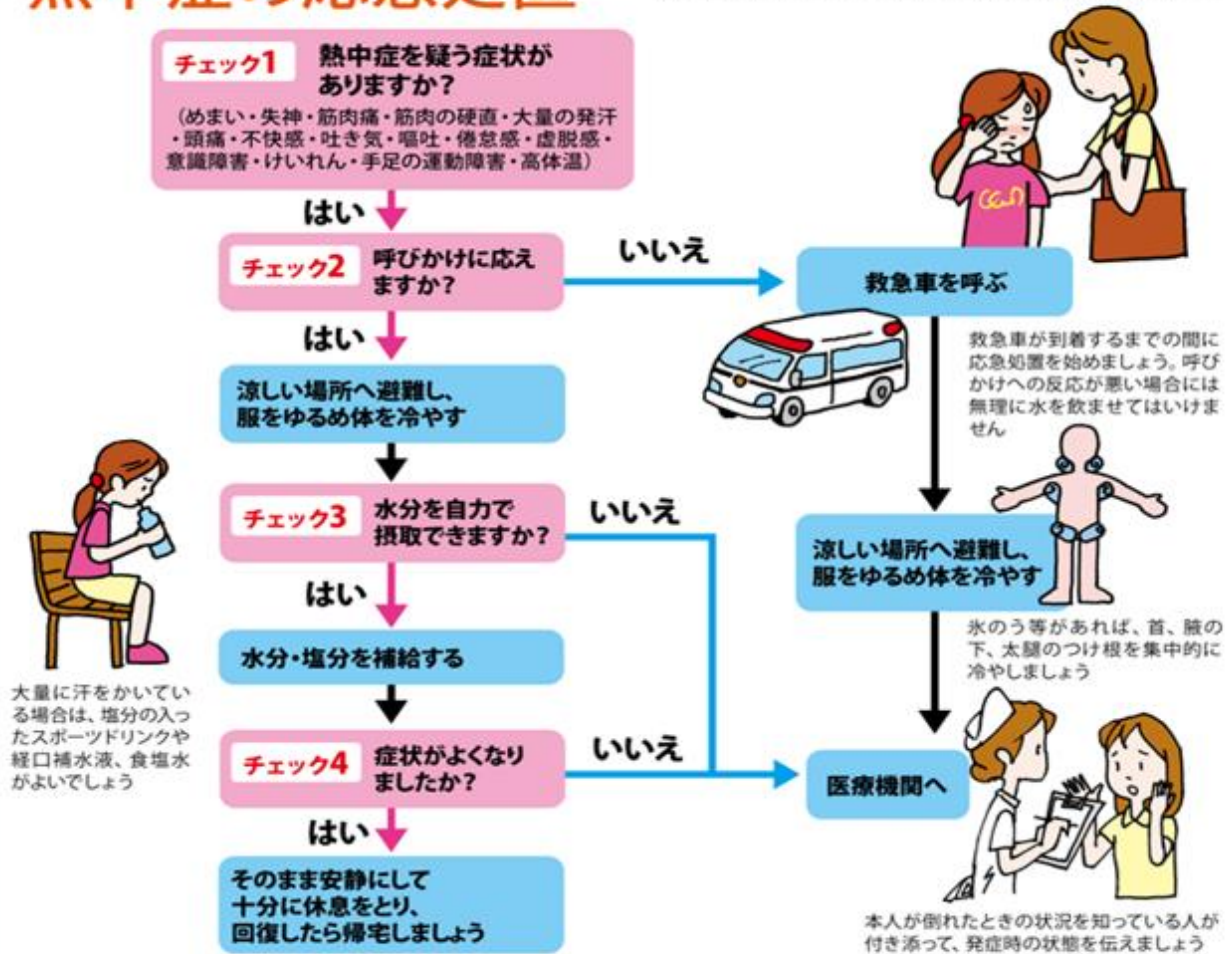 熱中症の応急処置
チェック1
熱中症を疑う症状が
ありますか？
（めまい・失神・筋肉痛・筋肉の硬直・大量の発汗
・頭痛・不快感・吐き気・嘔吐・倦怠感・虚脱感・
意識障害・けいれん・手足の運動障害・高体温）
はい
チェック2
呼びかけに応え
ますか？
いいえ
救急車を呼ぶ
救急車が到着するまでの間に
応急処置を始めましょう。呼び
かけへの反応が悪い場合には
無理に水を飲ませてはいけま
せん
はい
涼しい場所へ避難し、
服をゆるめ体を冷やす
チェック3
水分を自力で
摂取できますか？
いいえ
涼しい場所へ避難し、
服をゆるめ体を冷やす
氷のう等があれば、首、腋の
下、太腿のつけ根を集中的に
冷やしましょう
はい
水分・塩分を補給する
大量に汗をかいてい
る場合は、塩分の入っ
たスポーツドリンクや
経口補水液、食塩水
がよいでしょう
チェック4
症状がよくなり
ましたか？
いいえ
医療機関へ
はい
そのまま安静にして
十分に休息をとり、
回復したら帰宅しましょう
本人が倒れたときの状況を知っている人が
付き添って、発症時の状態を伝えましょう